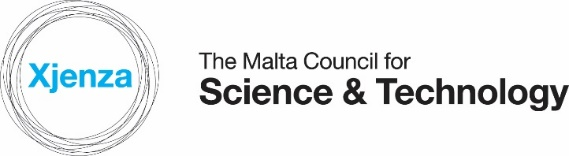 Xjenza
The Malta Council for
Science & Technology